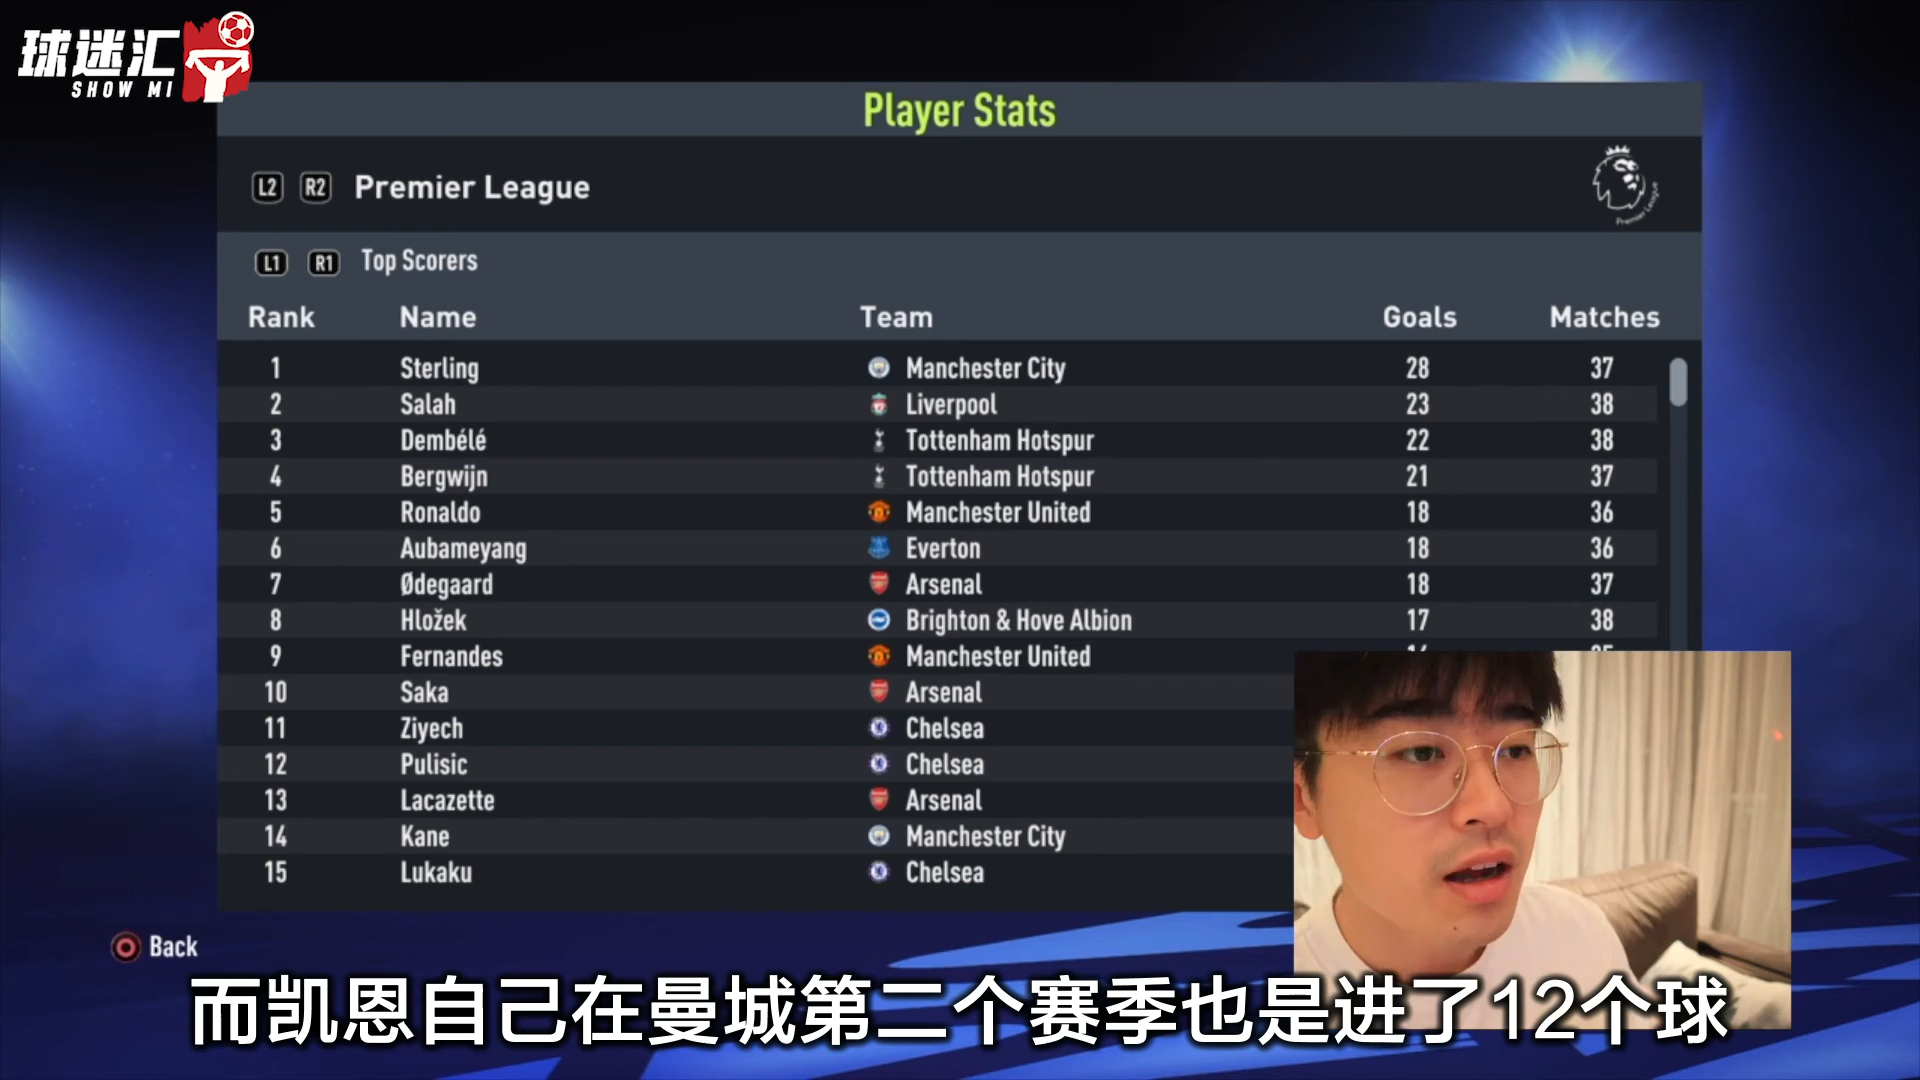 球迷汇
SHOW MI
Player Stats
L2 R2 Premier League
Premier League
L1 R1 Top Scorers
Rank Name Team Goals Matches
1 Sterling Manchester City 28 37
2 Salah Liverpool 23 38
3 Dembélé Tottenham Hotspur 22 38
4 Bergwijn Tottenham Hotspur 21 37
5 Ronaldo Manchester United 18 36
6 Aubameyang Everton 18 36
7 Ødegaard Arsenal 18 37
8 Hložek Brighton & Hove Albion 17 38
9 Fernandes Manchester United
10 Saka Arsenal
11 Ziyech Chelsea
12 Pulisic Chelsea
13 Lacazette Arsenal
14 Kane Manchester City
15 Lukaku Chelsea
Back
而凯恩自己在曼城第二个赛季也是进了12个球